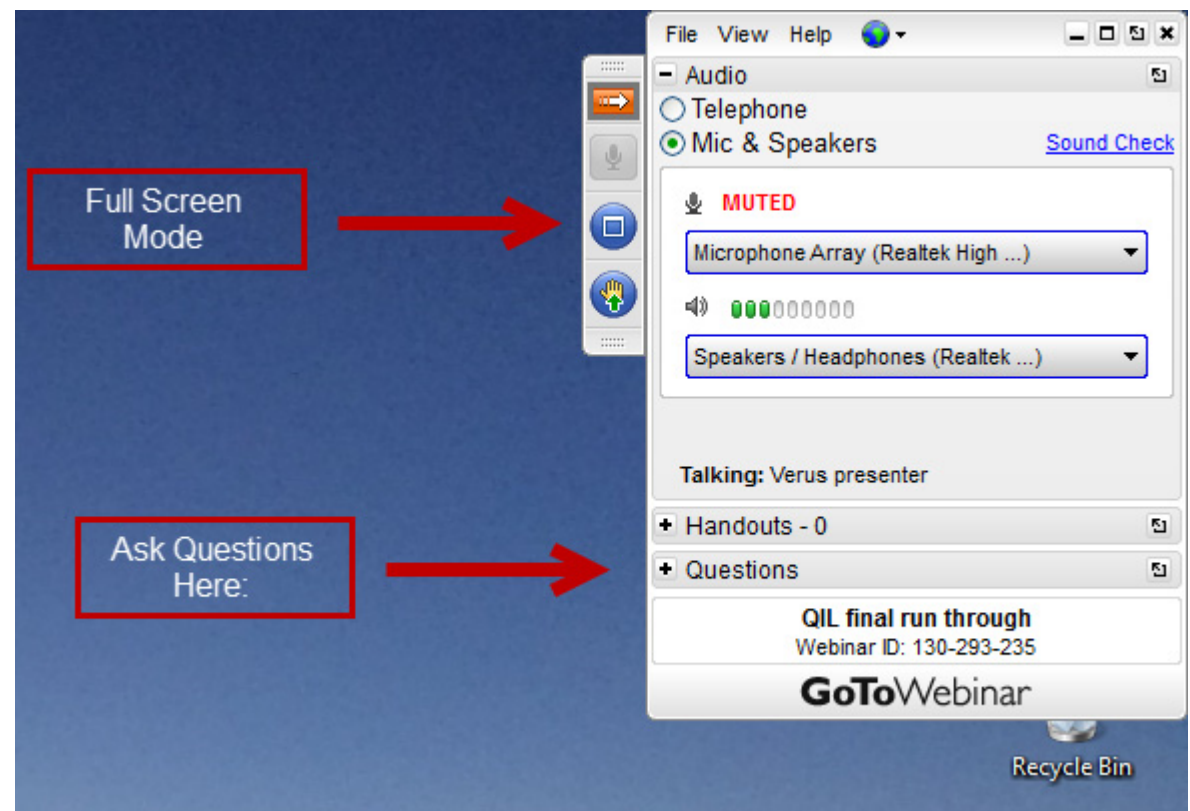 File View Help
Audio
Telephone
Mic & Speakers Sound Check
Full Screen
Mode
MUTED
Microphone Array (Realtek High ...)
Speakers / Headphones (Realtek ...)
Talking: Verus presenter
Handouts - 0
Ask Questions
Here:
Questions
QIL final run through
Webinar ID: 130-293-235
GoToWebinar
Recycle Bin